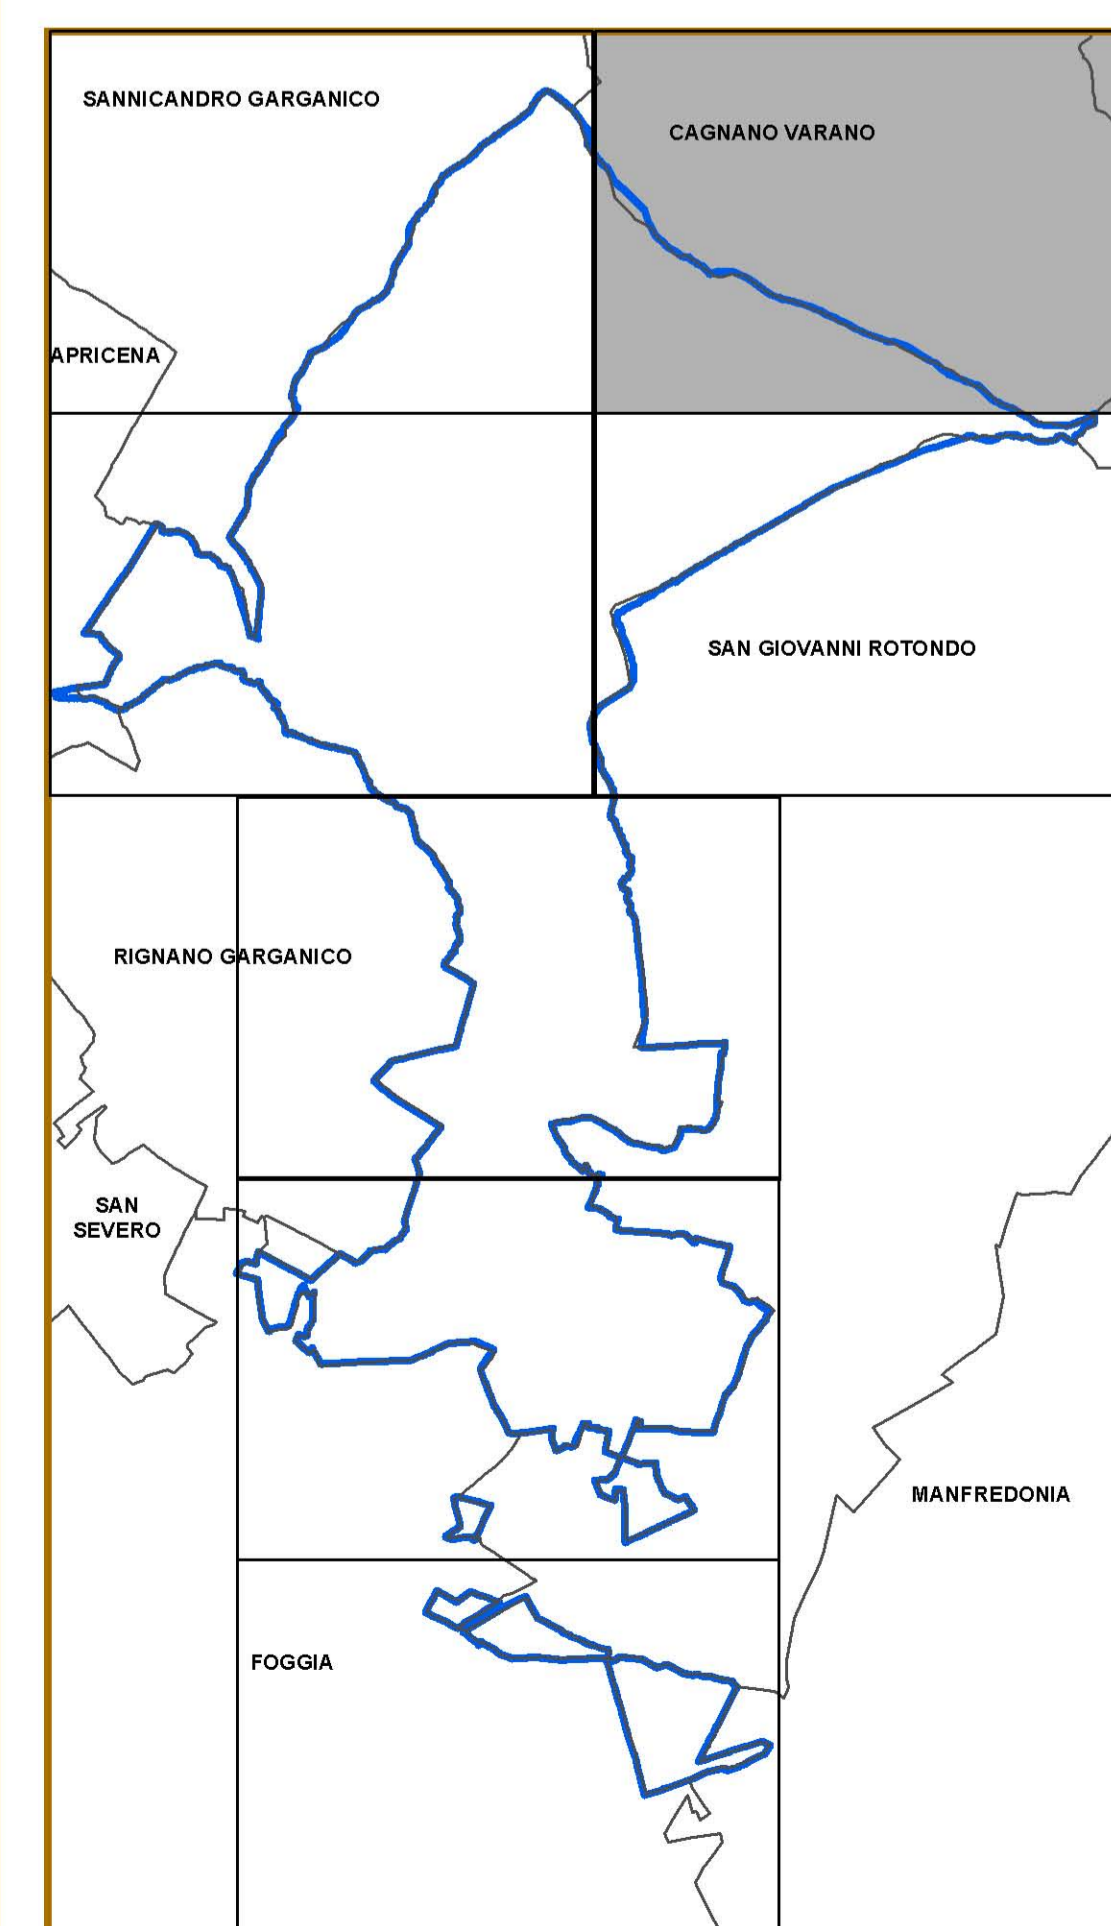 SANNICANDRO GARGANICO
CAGNANO VARANO
APRICENA
SAN GIOVANNI ROTONDO
RIGNANO GARGANICO
SAN
SEVERO
MANFREDONIA
FOGGIA